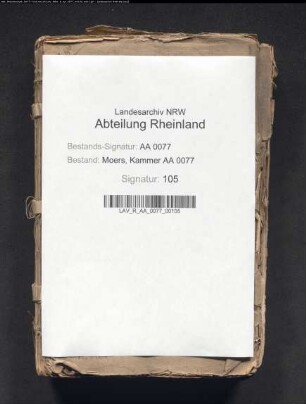 Landesarchiv NRW
Abteilung Rheinland
Bestands-Signatur: AA 0077
Bestand: Moers, Kammer AA 0077
Signatur: 105
LAV_R_AA_0077_00105